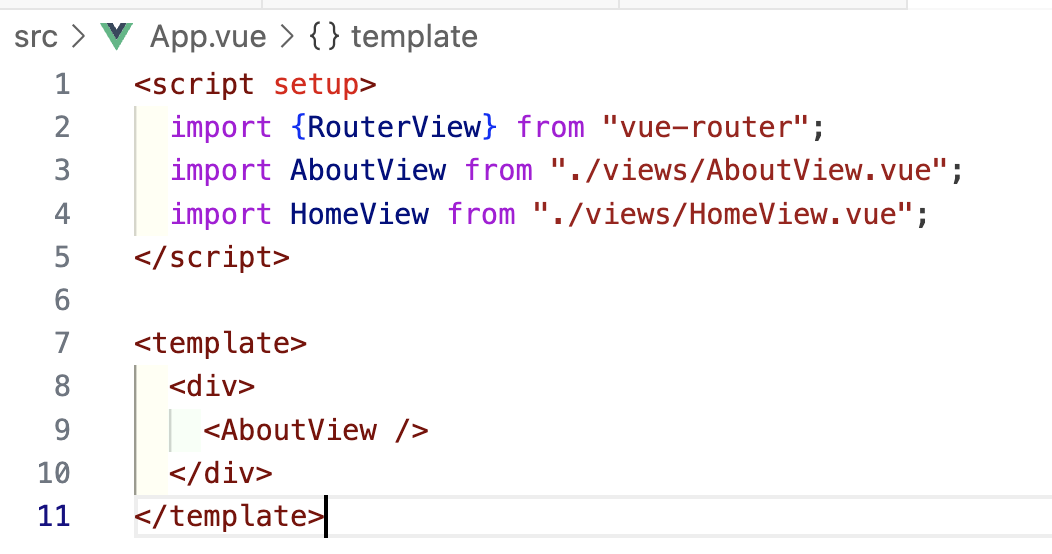 src > App.vue > {} template
1 <script setup>
2   import {RouterView} from "vue-router";
3   import AboutView from "./views/AboutView.vue";
4   import HomeView from "./views/HomeView.vue";
5 </script>
6
7 <template>
8   <div>
9     <AboutView />
10   </div>
11 </template>